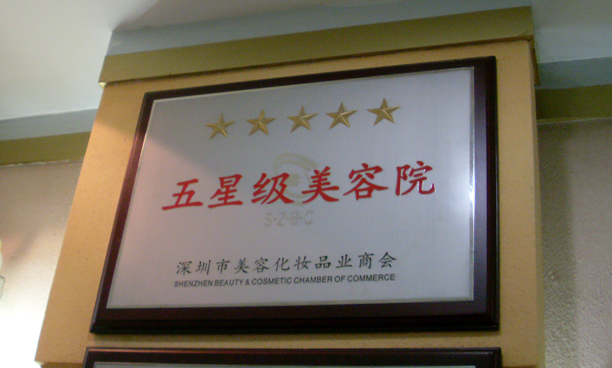 五星级美容院
S·Z·B·C
深圳市美容化妆品业商会
SHENZHEN BEAUTY & COSMETIC CHAMBER OF COMMERCE